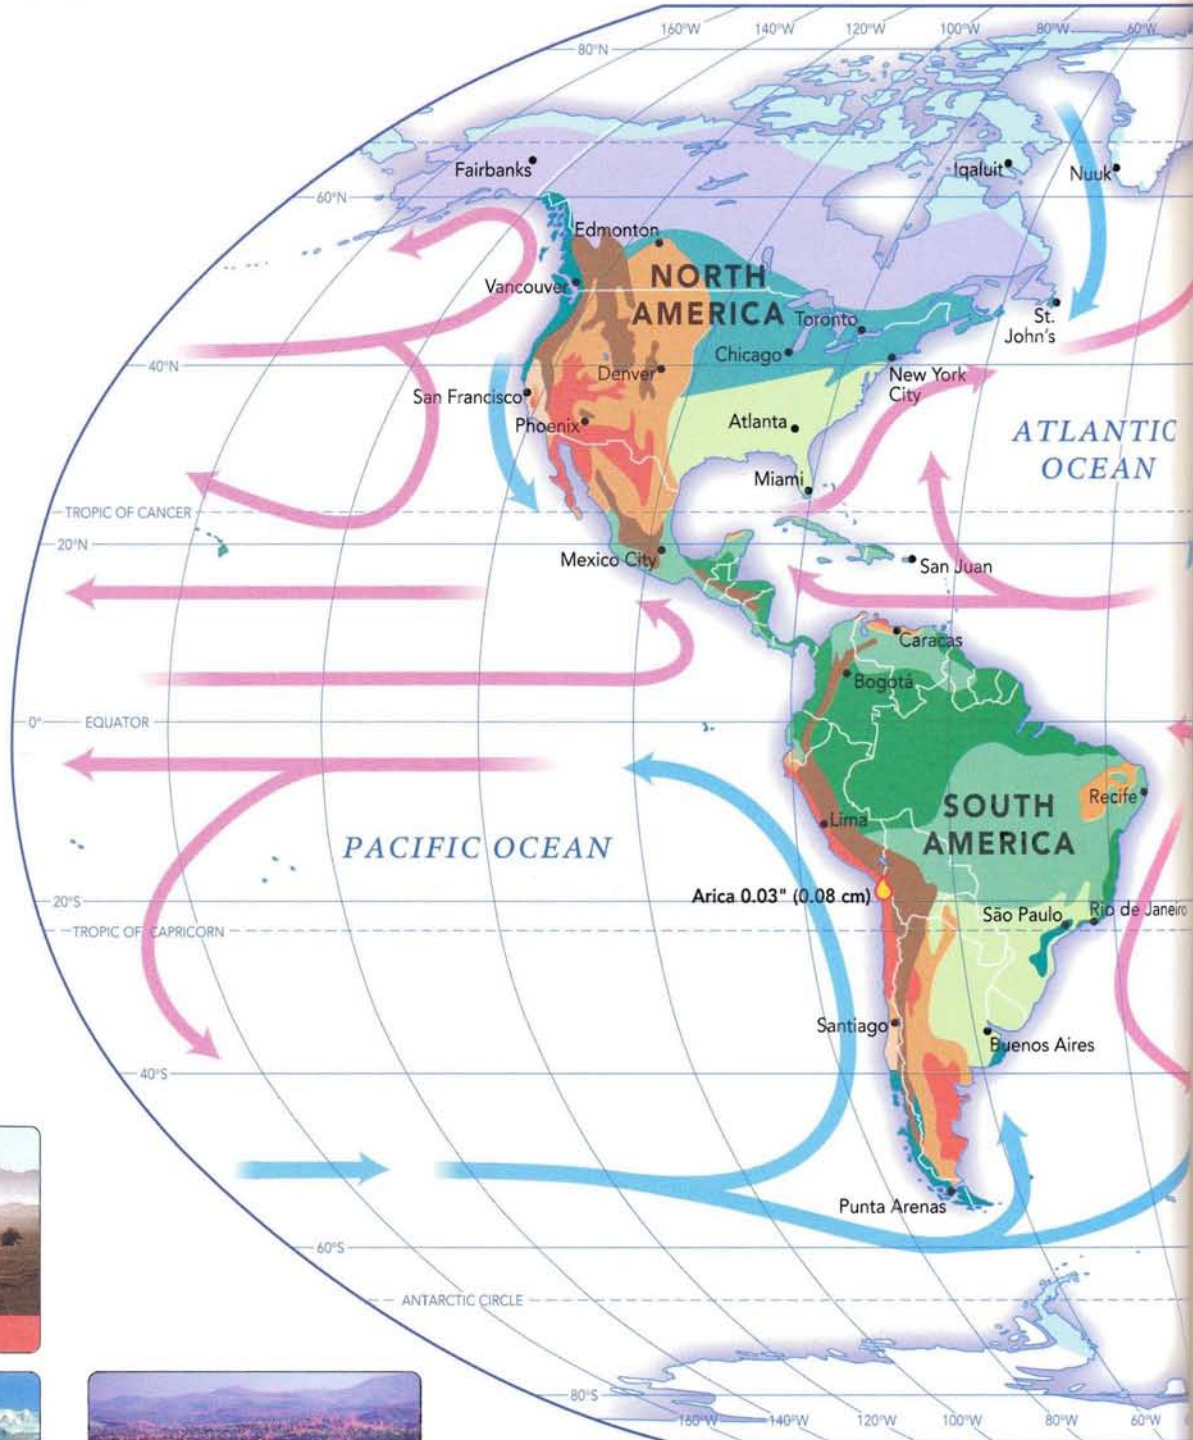 160°W 140°W 120°W 100°W 80°W 60°W
80°N
Fairbanks
Iqaluit
Nuuk
60°N
Edmonton
NORTH
AMERICA
Vancouver
Toronto
St.
John's
Chicago
40°N
Denver
New York
City
San Francisco
Phoenix
Atlanta
ATLANTIC
OCEAN
Miami
TROPIC OF CANCER
20°N
Mexico City
San Juan
Caracas
Bogotá
0°
EQUATOR
SOUTH
AMERICA
Recife
Lima
PACIFIC OCEAN
Arica 0.03" (0.08 cm)
20°S
São Paulo
Rio de Janeiro
TROPIC OF CAPRICORN
Santiago
Buenos Aires
40°S
Punta Arenas
60°S
ANTARCTIC CIRCLE
80°S
160°W 140°W 120°W 100°W 80°W 60°W